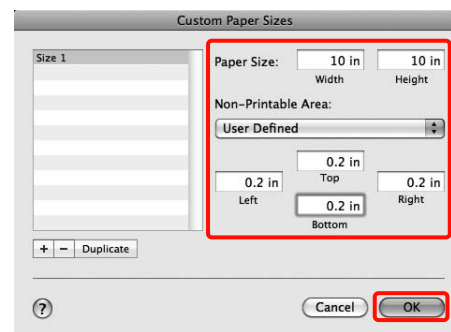 Custom Paper Sizes
Size 1
Paper Size: 10 in 10 in
Width Height
Non-Printable Area:
User Defined
0.2 in
Top
0.2 in 0.2 in
Left Right
0.2 in
Bottom
+ − Duplicate
? Cancel OK